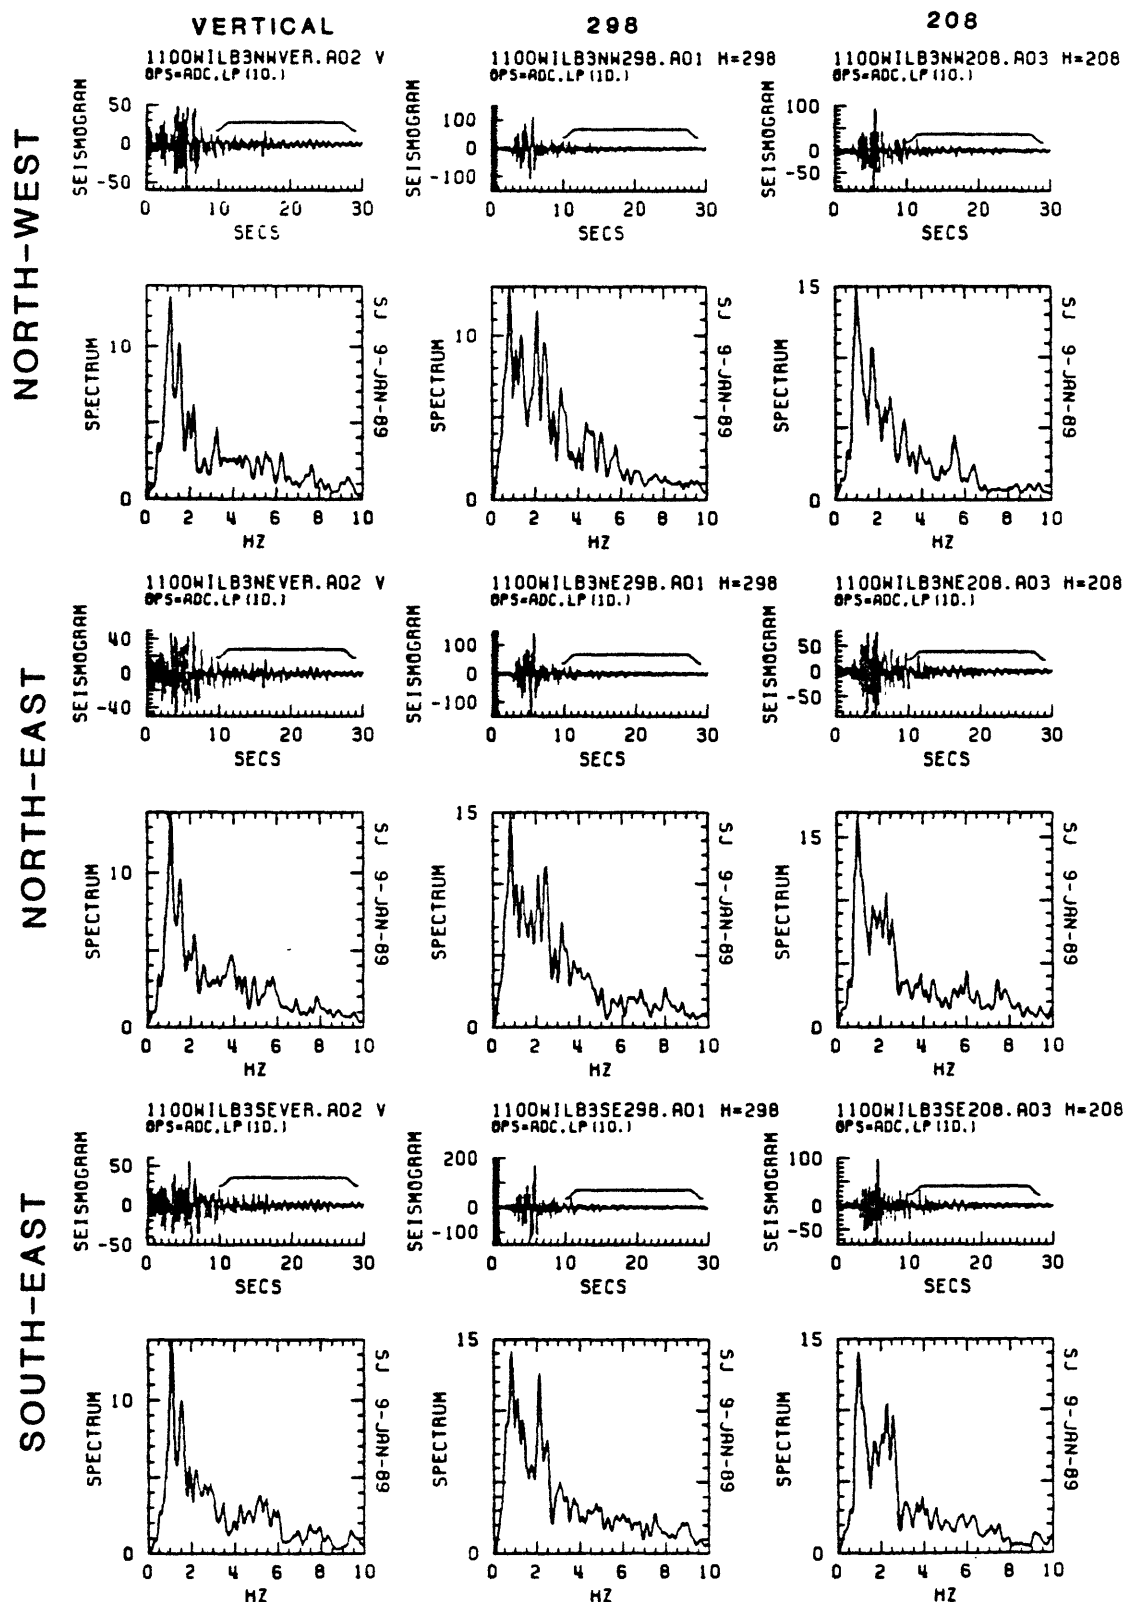 VERTICAL 298 208
NORTH-WEST
1100WILB3NWVER.A02 V
OPS=ADC,LP(10.)
SEISMOGRAM
50
0
-50
0 10 20 30
SECS
1100WILB3NW298.A01 H=298
OPS=ADC,LP(10.)
SEISMOGRAM
100
0
-100
0 10 20 30
SECS
1100WILB3NW208.A03 H=208
OPS=ADC,LP(10.)
SEISMOGRAM
100
0
-50
0 10 20 30
SECS
SPECTRUM
10
0
0 2 4 6 8 10
HZ
SJ 9-JAN-89
SPECTRUM
10
0
0 2 4 6 8 10
HZ
SJ 9-JAN-89
SPECTRUM
15
0
0 2 4 6 8 10
HZ
SJ 9-JAN-89
NORTH-EAST
1100WILB3NEVER.A02 V
OPS=ADC,LP(10.)
SEISMOGRAM
40
0
-40
0 10 20 30
SECS
1100WILB3NE298.A01 H=298
OPS=ADC,LP(10.)
SEISMOGRAM
100
0
-100
0 10 20 30
SECS
1100WILB3NE208.A03 H=208
OPS=ADC,LP(10.)
SEISMOGRAM
50
0
-50
0 10 20 30
SECS
SPECTRUM
10
0
0 2 4 6 8 10
HZ
SJ 9-JAN-89
SPECTRUM
15
0
0 2 4 6 8 10
HZ
SJ 9-JAN-89
SPECTRUM
15
0
0 2 4 6 8 10
HZ
SJ 9-JAN-89
SOUTH-EAST
1100WILB3SEVER.A02 V
OPS=ADC,LP(10.)
SEISMOGRAM
50
0
-50
0 10 20 30
SECS
1100WILB3SE298.A01 H=298
OPS=ADC,LP(10.)
SEISMOGRAM
200
0
-100
0 10 20 30
SECS
1100WILB3SE208.A03 H=208
OPS=ADC,LP(10.)
SEISMOGRAM
100
0
-50
0 10 20 30
SECS
SPECTRUM
10
0
0 2 4 6 8 10
HZ
SJ 9-JAN-89
SPECTRUM
15
0
0 2 4 6 8 10
HZ
SJ 9-JAN-89
SPECTRUM
15
0
0 2 4 6 8 10
HZ
SJ 9-JAN-89